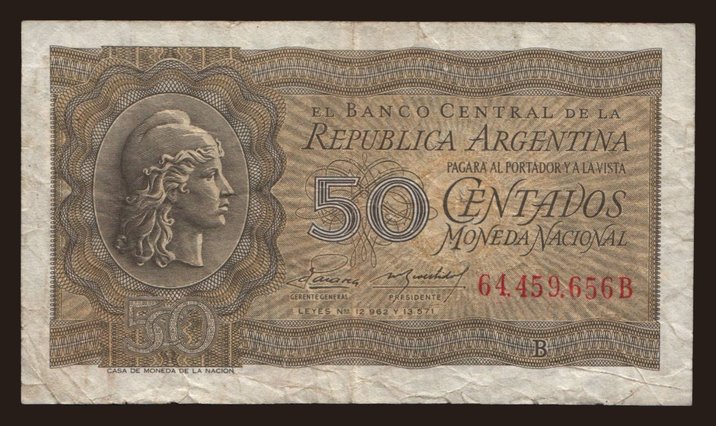 EL BANCO CENTRAL DE LA
REPUBLICA ARGENTINA
PAGARA AL PORTADOR Y A LA VISTA
50 CENTAVOS
MONEDA NACIONAL
64.459.656B
GERENTE GENERAL PRESIDENTE
LEYES Nos 12.962 Y 13.571
50
B
CASA DE MONEDA DE LA NACION